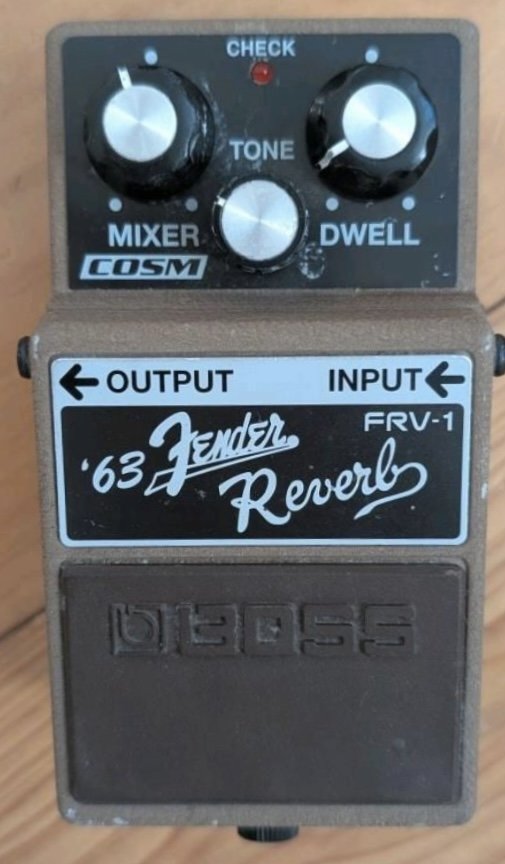 CHECK
TONE
MIXER
DWELL
COSM
← OUTPUT
INPUT ←
FRV-1
'63 Fender
Reverb
BOSS